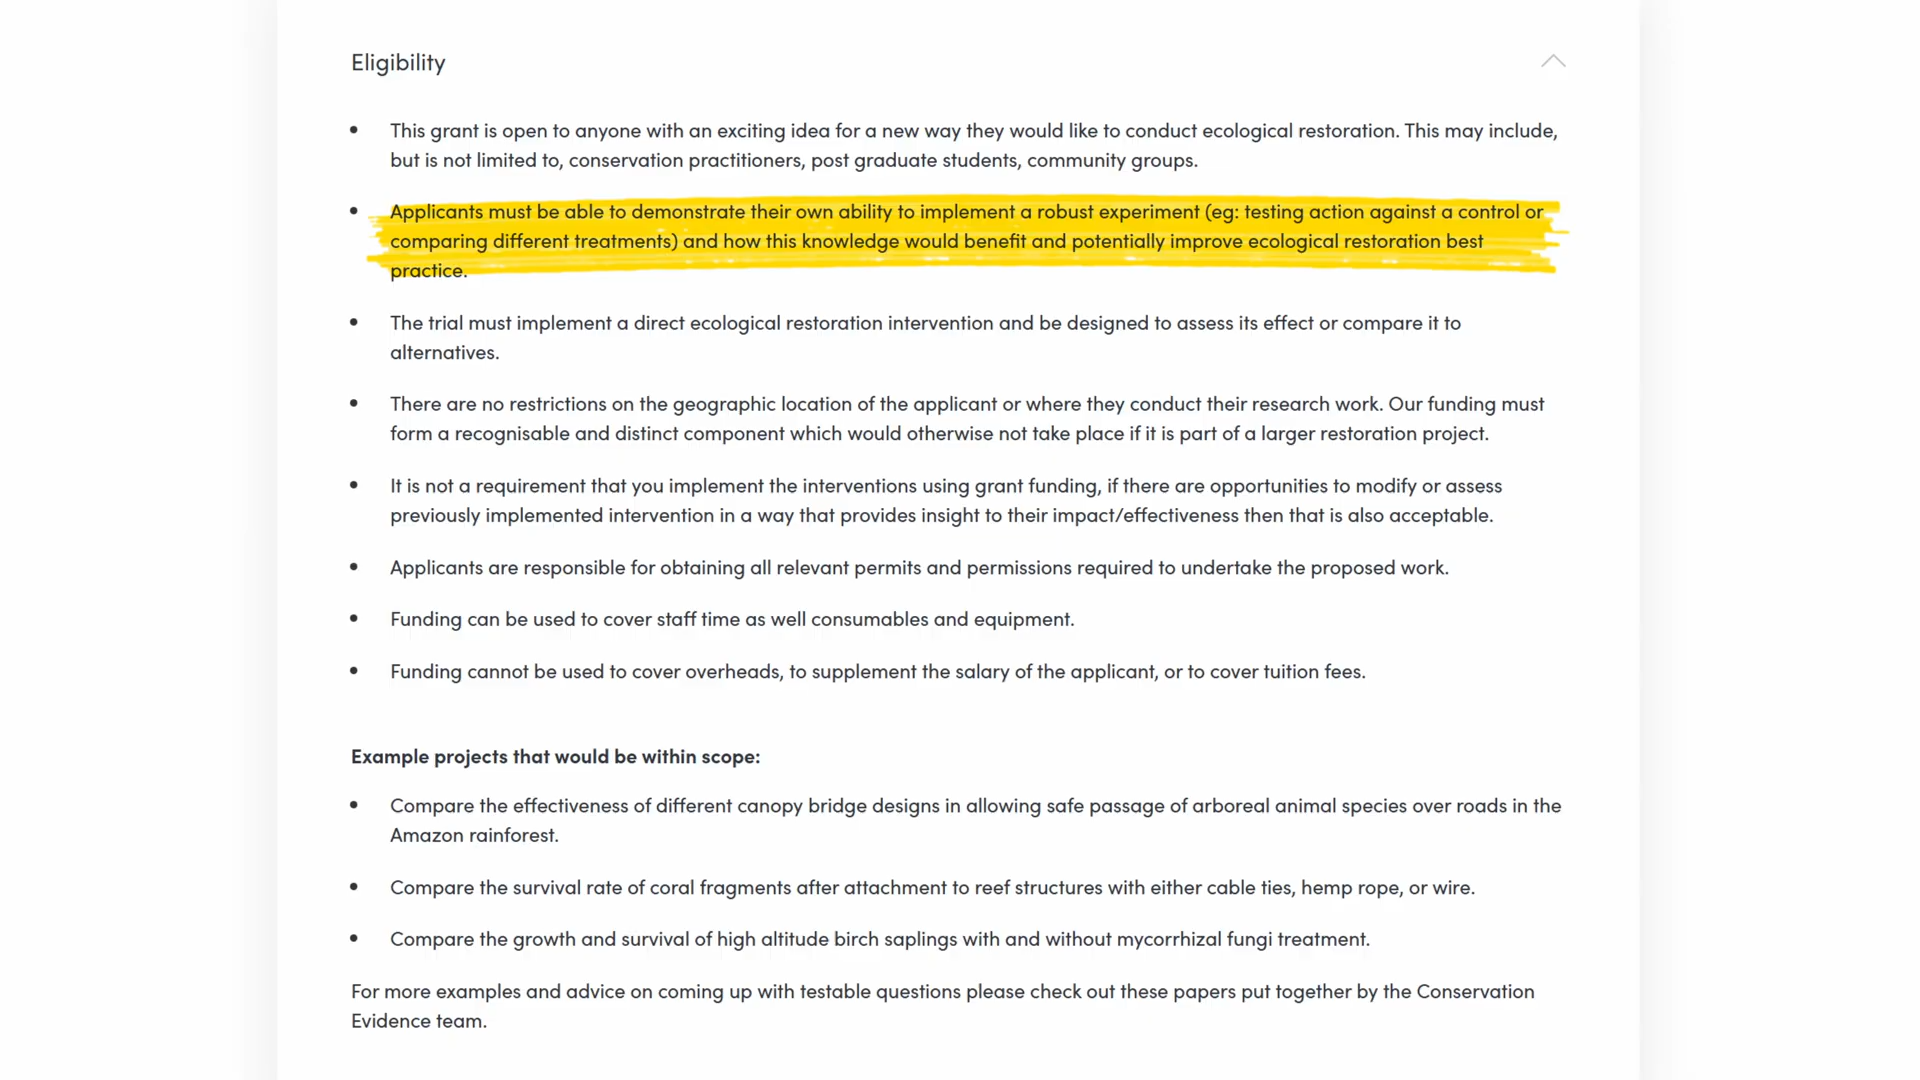 Eligibility
This grant is open to anyone with an exciting idea for a new way they would like to conduct ecological restoration. This may include,
but is not limited to, conservation practitioners, post graduate students, community groups.
Applicants must be able to demonstrate their own ability to implement a robust experiment (eg: testing action against a control or
comparing different treatments) and how this knowledge would benefit and potentially improve ecological restoration best
practice.
The trial must implement a direct ecological restoration intervention and be designed to assess its effect or compare it to
alternatives.
There are no restrictions on the geographic location of the applicant or where they conduct their research work. Our funding must
form a recognisable and distinct component which would otherwise not take place if it is part of a larger restoration project.
It is not a requirement that you implement the interventions using grant funding, if there are opportunities to modify or assess
previously implemented intervention in a way that provides insight to their impact/effectiveness then that is also acceptable.
Applicants are responsible for obtaining all relevant permits and permissions required to undertake the proposed work.
Funding can be used to cover staff time as well consumables and equipment.
Funding cannot be used to cover overheads, to supplement the salary of the applicant, or to cover tuition fees.
Example projects that would be within scope:
Compare the effectiveness of different canopy bridge designs in allowing safe passage of arboreal animal species over roads in the
Amazon rainforest.
Compare the survival rate of coral fragments after attachment to reef structures with either cable ties, hemp rope, or wire.
Compare the growth and survival of high altitude birch saplings with and without mycorrhizal fungi treatment.
For more examples and advice on coming up with testable questions please check out these papers put together by the Conservation
Evidence team.